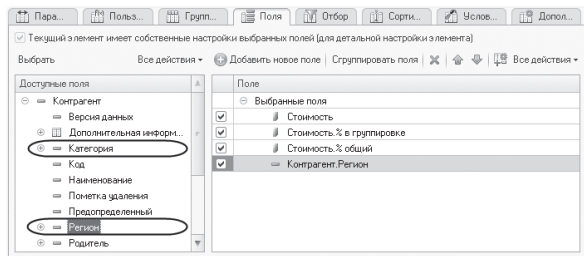 Пара... Польз... Групп... Поля Отбор Сорти... Услов... Допол...
Текущий элемент имеет собственные настройки выбранных полей (для детальной настройки элемента)
Выбрать Все действия Добавить новое поле Сгруппировать поля Все действия
Доступные поля
Контрагент
Версия данных
Дополнительная информ...
Категория
Код
Наименование
Пометка удаления
Предопределенный
Регион
Родитель
Поле
Выбранные поля
Стоимость
Стоимость.% в группировке
Стоимость.% общий
Контрагент.Регион